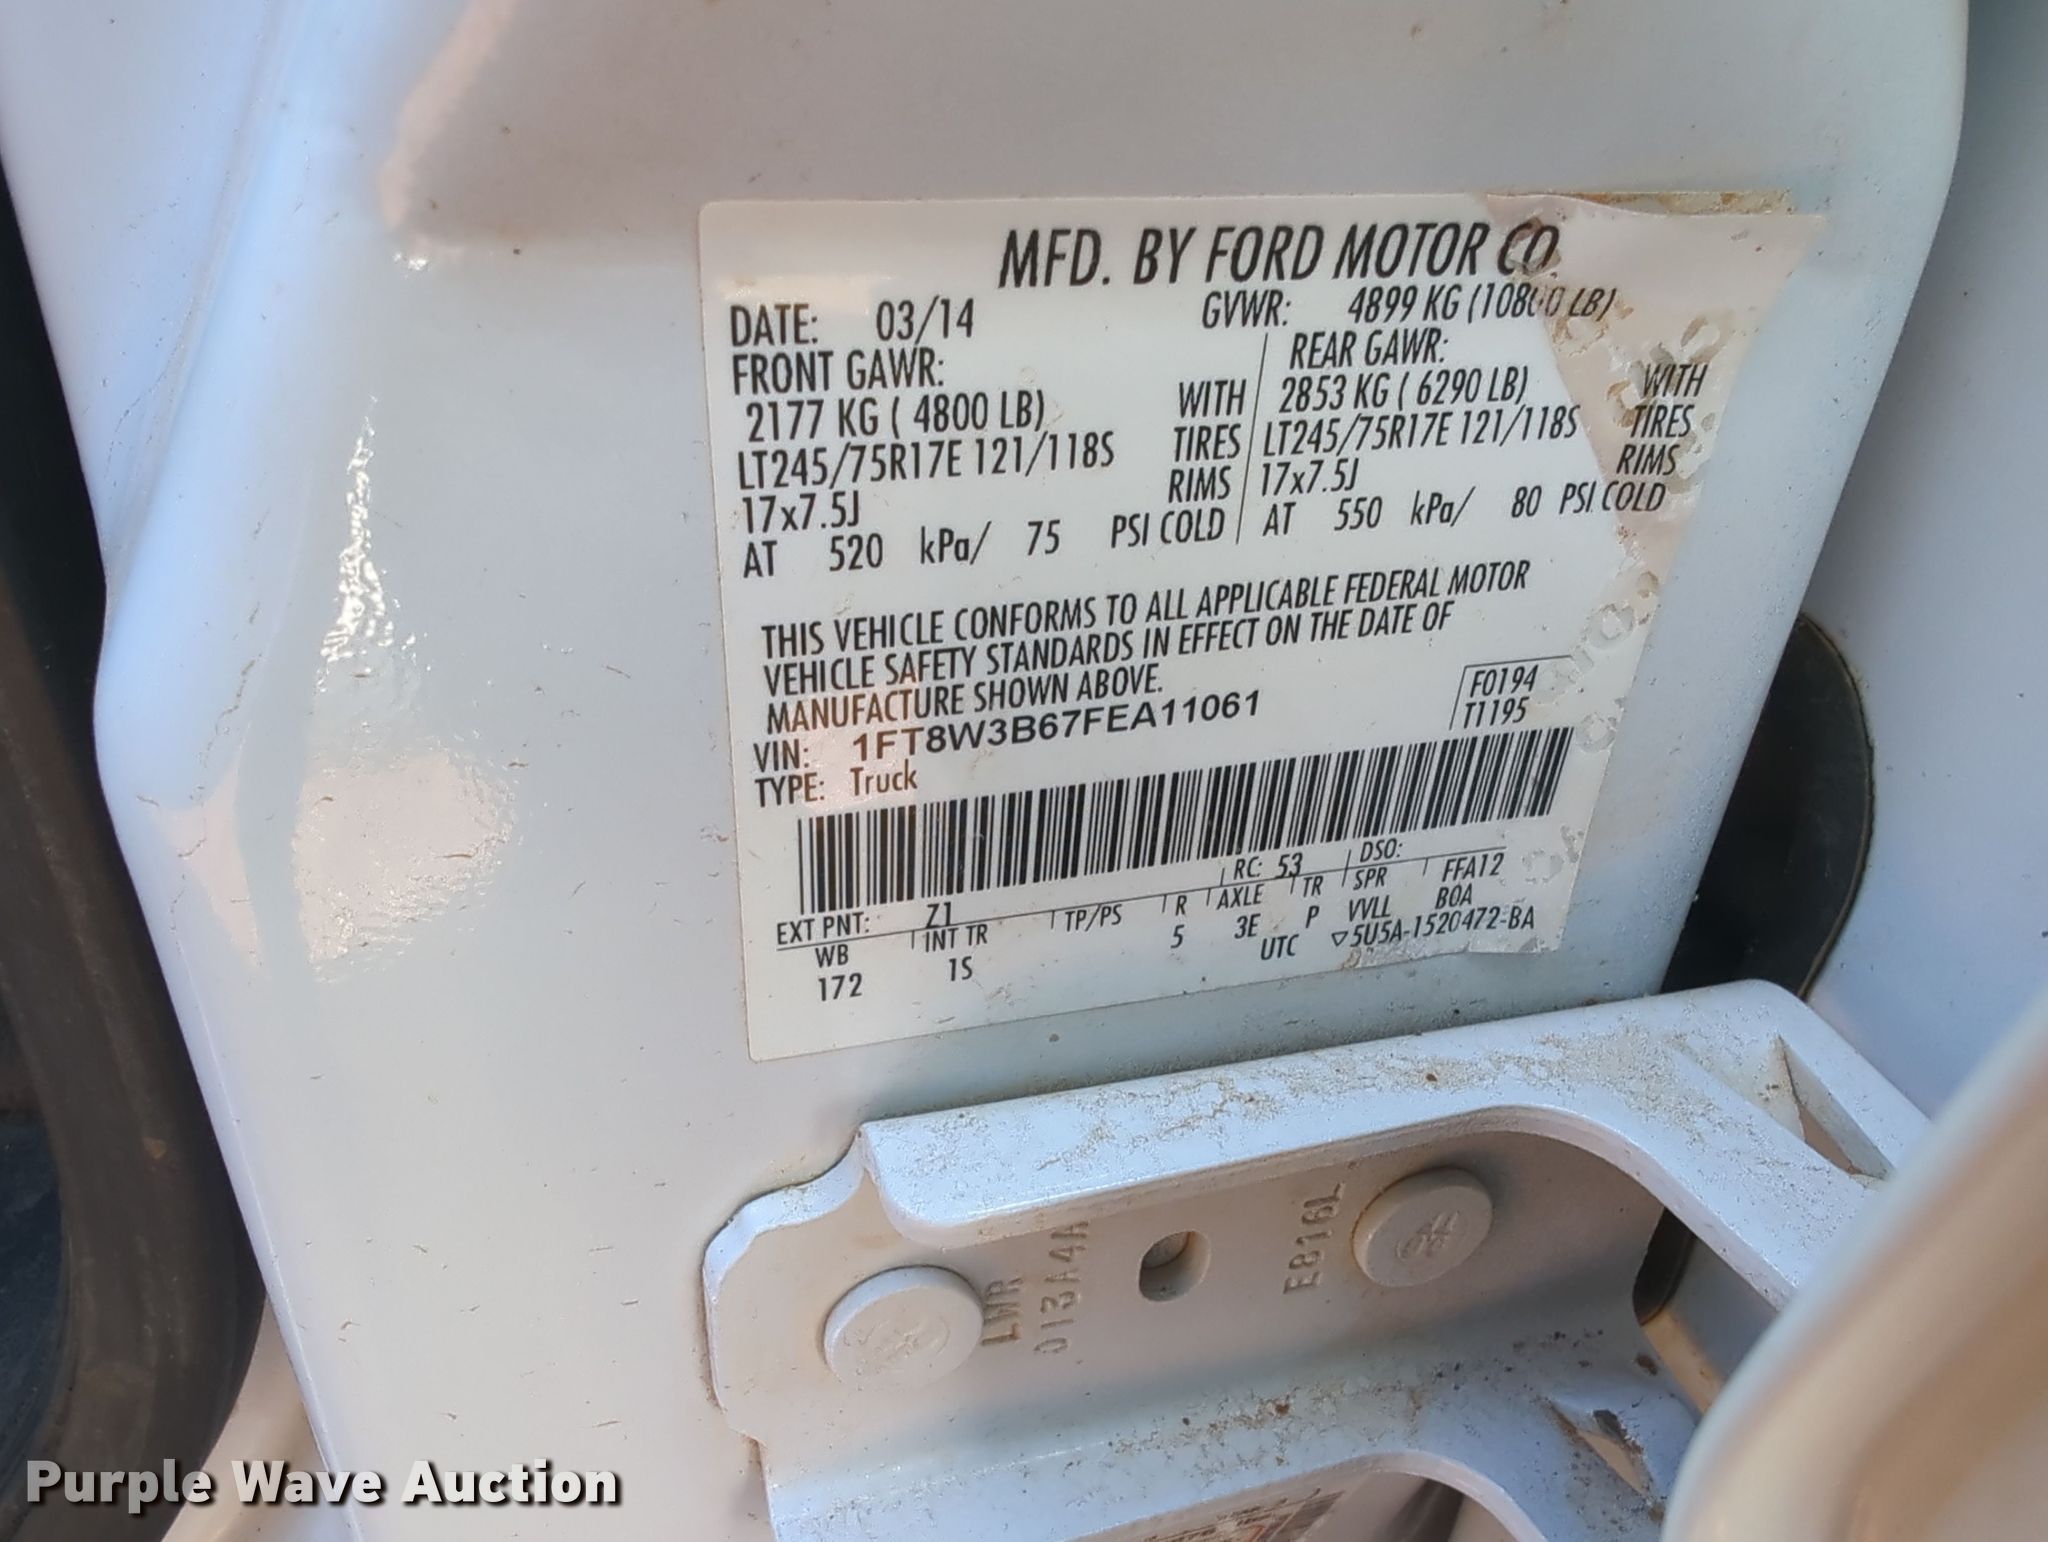 MFD. BY FORD MOTOR CO.
DATE: 03/14 GVWR: 4899 KG (10800 LB)
FRONT GAWR: REAR GAWR:
2177 KG ( 4800 LB) WITH 2853 KG ( 6290 LB) WITH
LT245/75R17E 121/118S TIRES LT245/75R17E 121/118S TIRES
17x7.5J RIMS 17x7.5J RIMS
AT 520 kPa/ 75 PSI COLD AT 550 kPa/ 80 PSI COLD
THIS VEHICLE CONFORMS TO ALL APPLICABLE FEDERAL MOTOR
VEHICLE SAFETY STANDARDS IN EFFECT ON THE DATE OF
MANUFACTURE SHOWN ABOVE.
F0194
T1195
VIN: 1FT8W3B67FEA11061
TYPE: Truck
EXT PNT: Z1 RC: 53 DSO: FFA12
WB INT TR TP/PS R AXLE TR SPR B0A
172 1S 5 3E P VVLL
UTC ▽5U5A-1520472-BA
LWR
013A4A
E816L
Purple Wave Auction